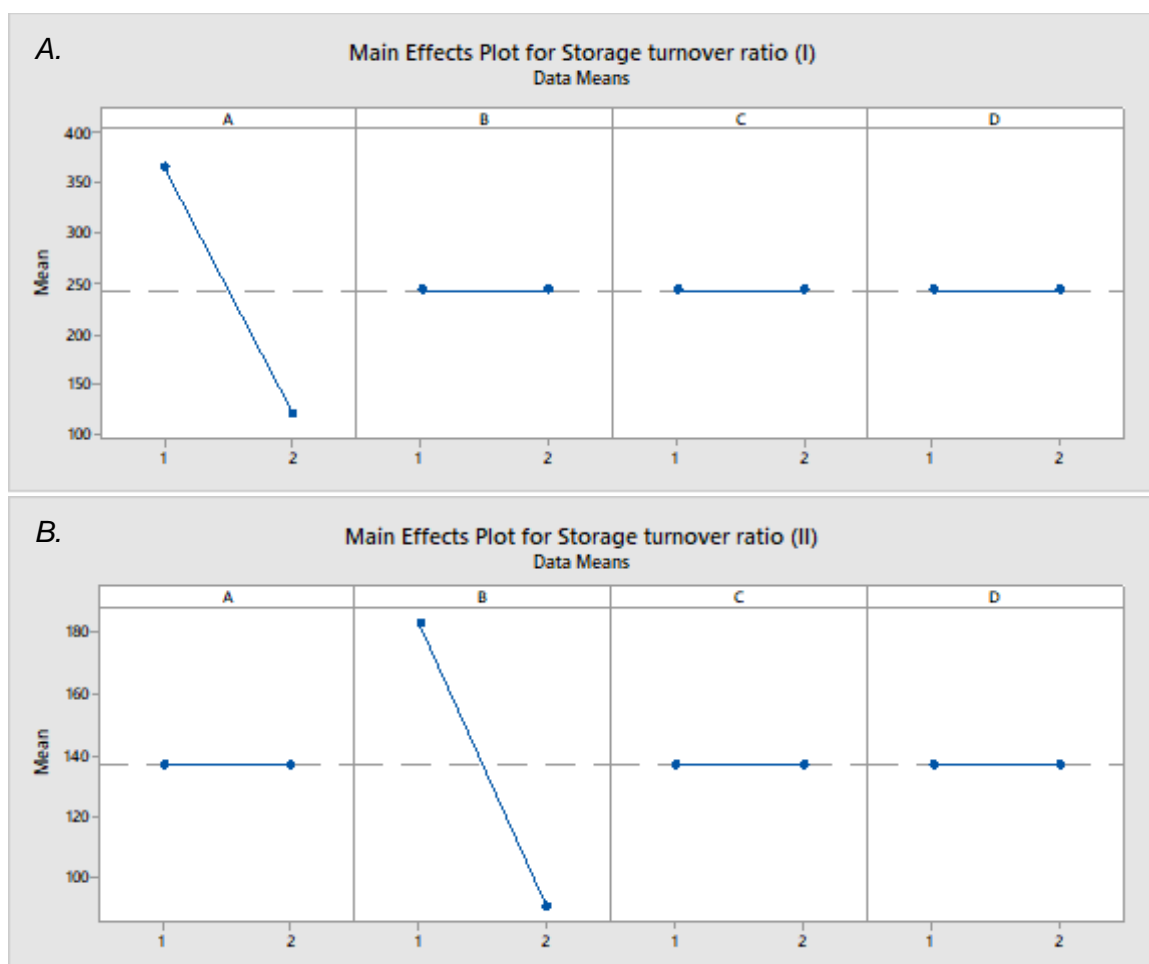 A.
Main Effects Plot for Storage turnover ratio (I)
Data Means
A B C D
400
350
300
250
200
150
100
Mean
1 2 1 2 1 2 1 2
B.
Main Effects Plot for Storage turnover ratio (II)
Data Means
A B C D
180
160
140
120
100
Mean
1 2 1 2 1 2 1 2